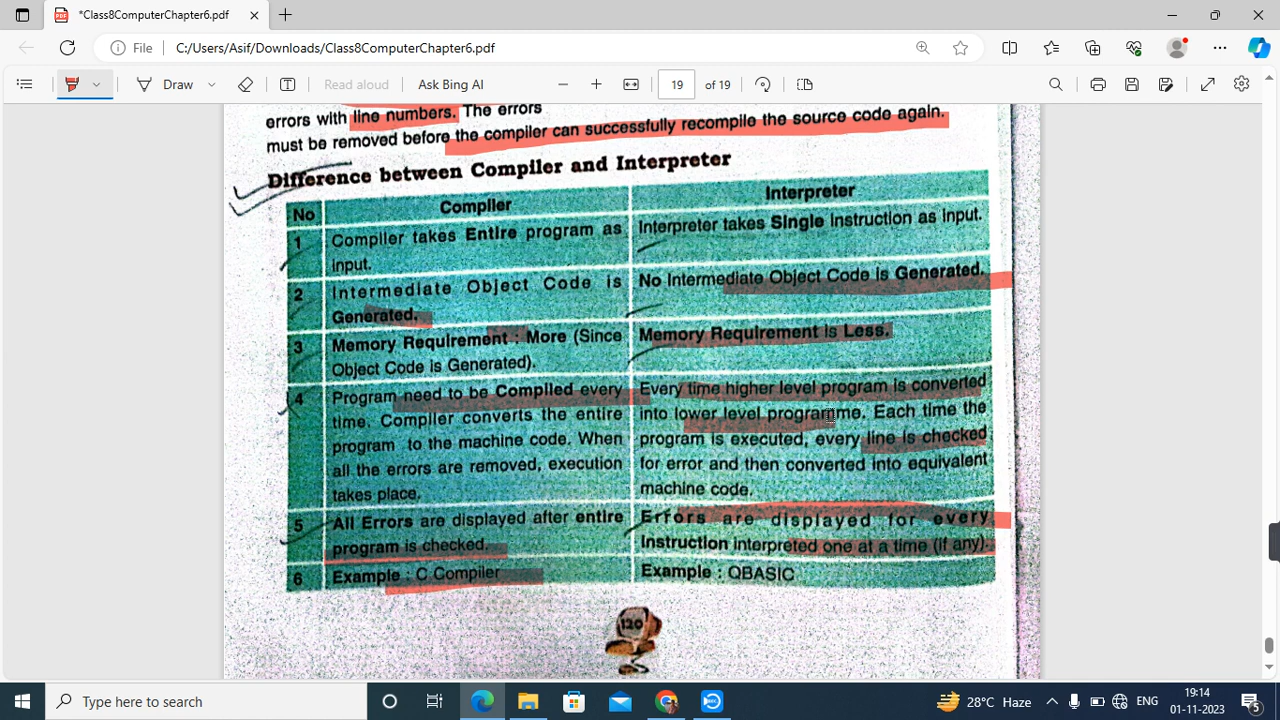 *Class8ComputerChapter6.pdf
File
C:/Users/Asif/Downloads/Class8ComputerChapter6.pdf
Draw
Read aloud
Ask Bing AI
19
of 19
errors with line numbers. The errors
must be removed before the compiler can successfully recompile the source code again.
Difference between Compiler and Interpreter
No
Compiler
Interpreter
1
Compiler takes Entire program as
input.
Interpreter takes Single Instruction as input.
2
Intermediate Object Code is
Generated.
No Intermediate Object Code is Generated.
3
Memory Requirement : More (Since
Object Code is Generated).
Memory Requirement is Less.
4
Program need to be Compiled every
time. Compiler converts the entire
program to the machine code. When
all the errors are removed, execution
takes place.
Every time higher level program is converted
into lower level programme. Each time the
program is executed, every line is checked
for error and then converted into equivalent
machine code.
5
All Errors are displayed after entire
program is checked.
Errors are displayed for every
Instruction interpreted one at a time (if any).
6
Example : C Compiler
Example : QBASIC
120
Type here to search
28°C Haze
ENG
19:14
01-11-2023
5